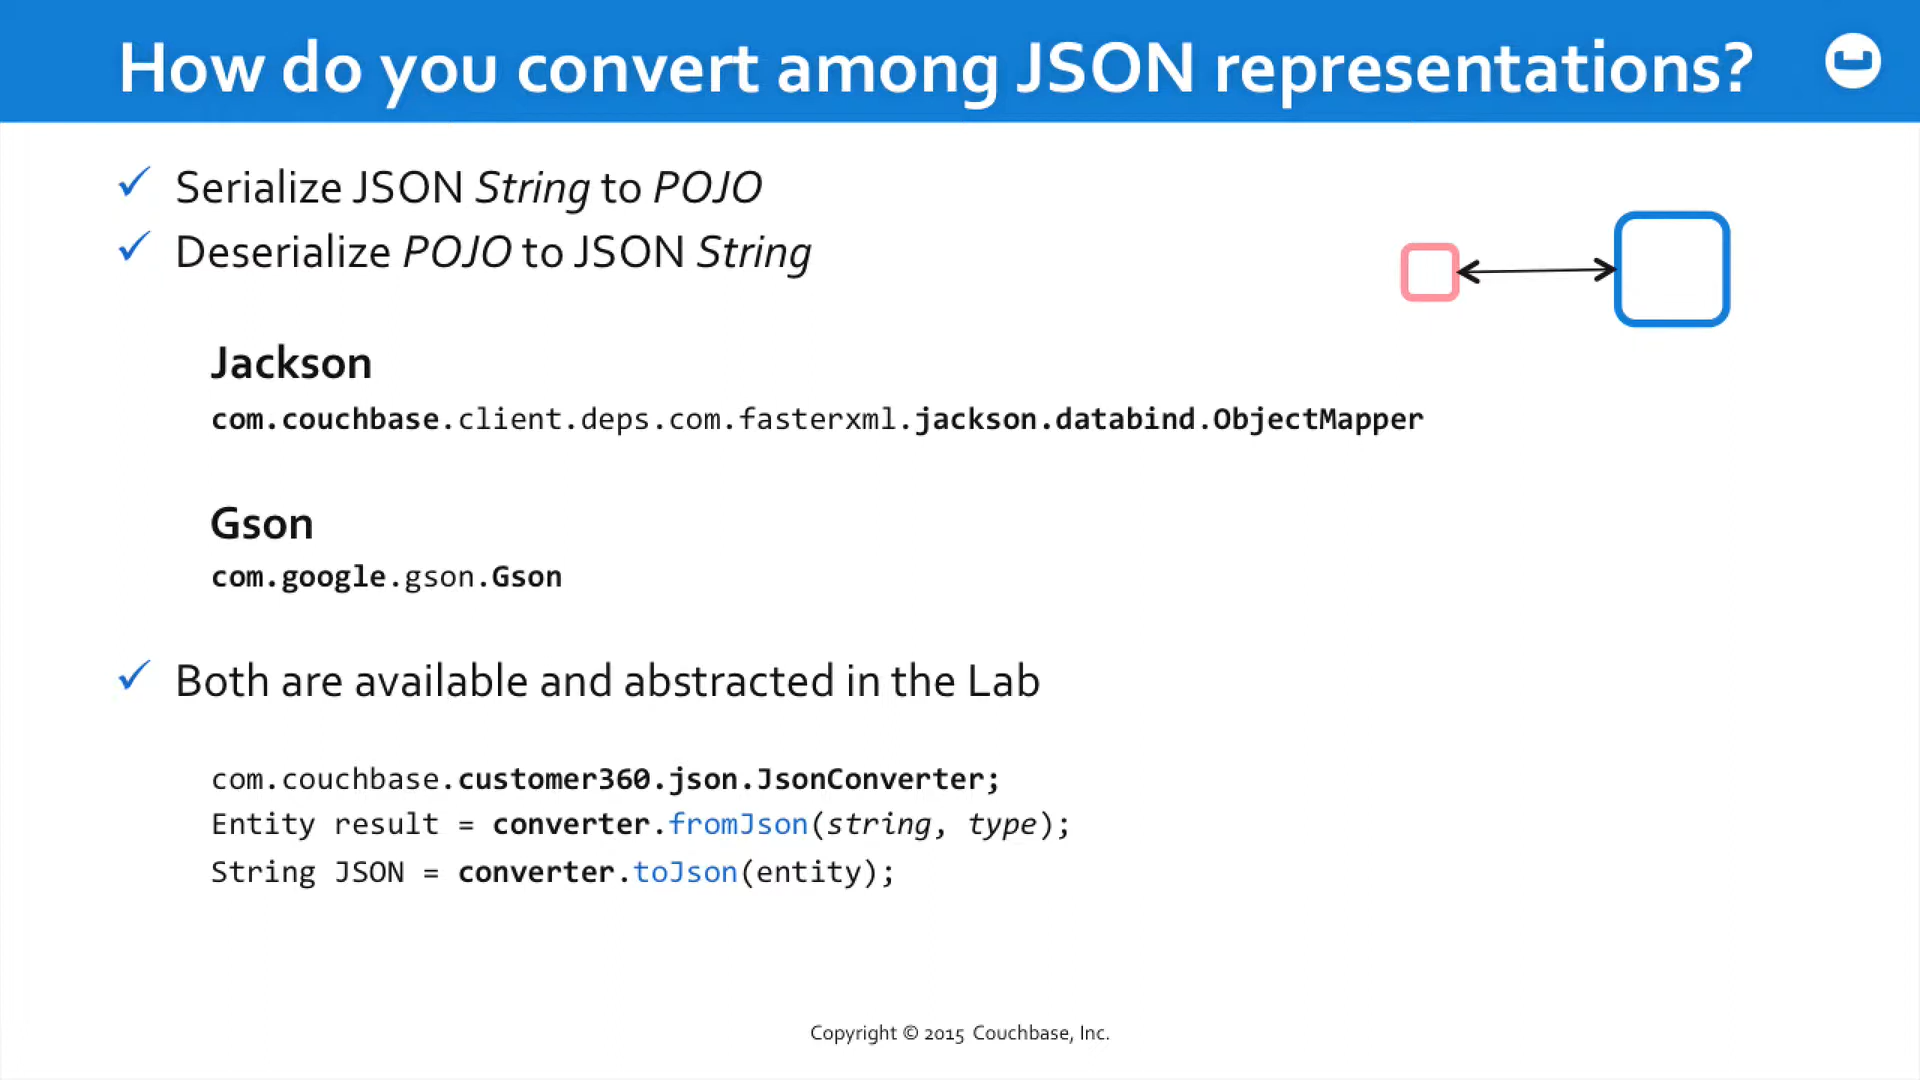 How do you convert among JSON representations?
✓ Serialize JSON String to POJO
✓ Deserialize POJO to JSON String
Jackson
com.couchbase.client.deps.com.fasterxml.jackson.databind.ObjectMapper
Gson
com.google.gson.Gson
✓ Both are available and abstracted in the Lab
com.couchbase.customer360.json.JsonConverter;
Entity result = converter.fromJson(string, type);
String JSON = converter.toJson(entity);
Copyright © 2015 Couchbase, Inc.